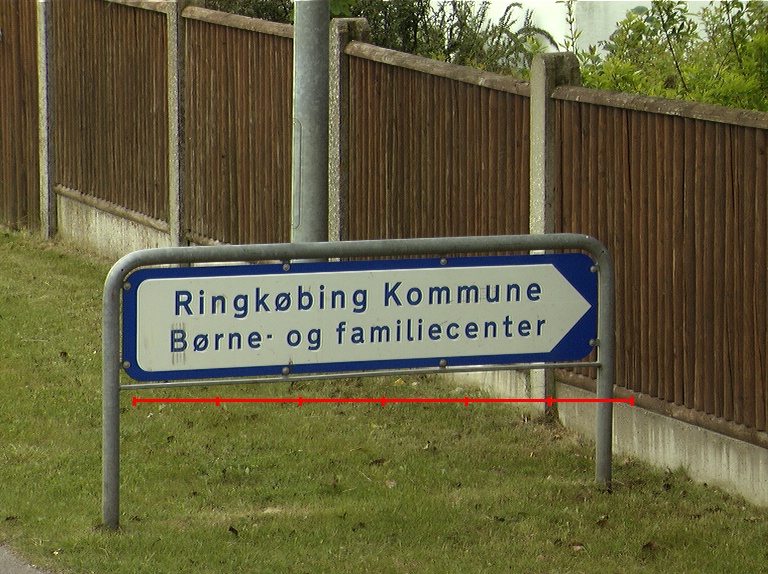 Ringkøbing Kommune
Børne- og familiecenter